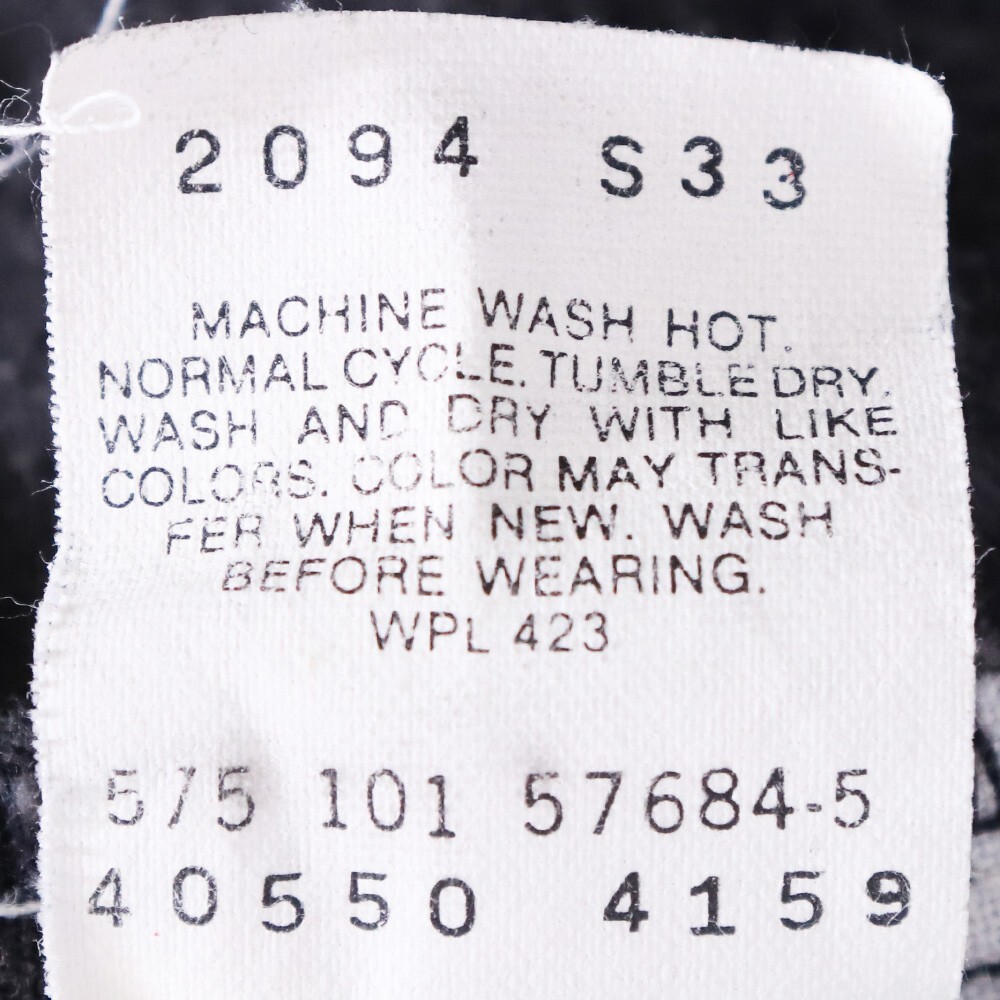 2094 S33
MACHINE WASH HOT.
NORMAL CYCLE. TUMBLE DRY.
WASH AND DRY WITH LIKE
COLORS. COLOR MAY TRANS-
FER WHEN NEW. WASH
BEFORE WEARING.
WPL 423
575 101 57684-5
40550 4159